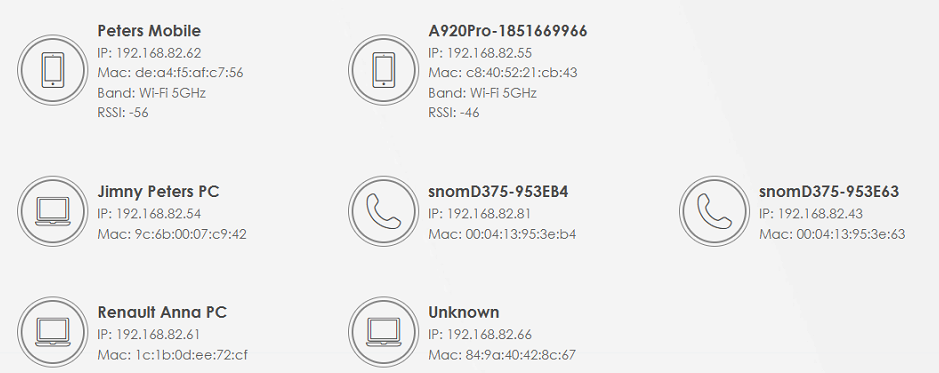 Peters Mobile
IP: 192.168.82.62
Mac: de:a4:f5:af:c7:56
Band: Wi-Fi 5GHz
RSSI: -56
A920Pro-1851669966
IP: 192.168.82.55
Mac: c8:40:52:21:cb:43
Band: Wi-Fi 5GHz
RSSI: -46
Jimny Peters PC
IP: 192.168.82.54
Mac: 9c:6b:00:07:c9:42
snomD375-953EB4
IP: 192.168.82.81
Mac: 00:04:13:95:3e:b4
snomD375-953E63
IP: 192.168.82.43
Mac: 00:04:13:95:3e:63
Renault Anna PC
IP: 192.168.82.61
Mac: 1c:1b:0d:ee:72:cf
Unknown
IP: 192.168.82.66
Mac: 84:9a:40:42:8c:67